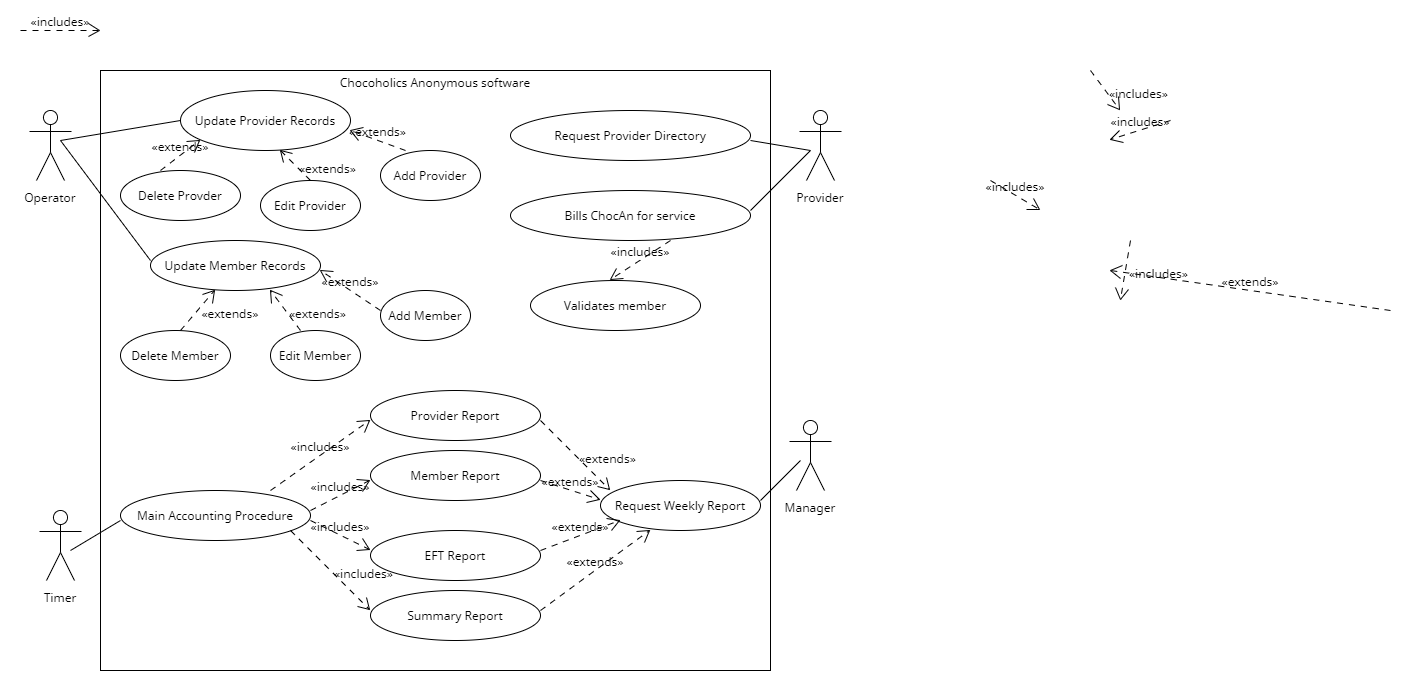 «includes»
Chocoholics Anonymous software
Update Provider Records
«extends»
«extends»
«extends»
Delete Provder
Edit Provider
Add Provider
Operator
Update Member Records
«extends»
«extends»
«extends»
Delete Member
Edit Member
Add Member
Request Provider Directory
Bills ChocAn for service
«includes»
Validates member
Provider
Provider Report
«includes»
«extends»
Member Report
«includes»
«extends»
Main Accounting Procedure
Request Weekly Report
Manager
«includes»
«extends»
EFT Report
«includes»
«extends»
Summary Report
Timer
«includes»
«includes»
«includes»
«includes»
«extends»